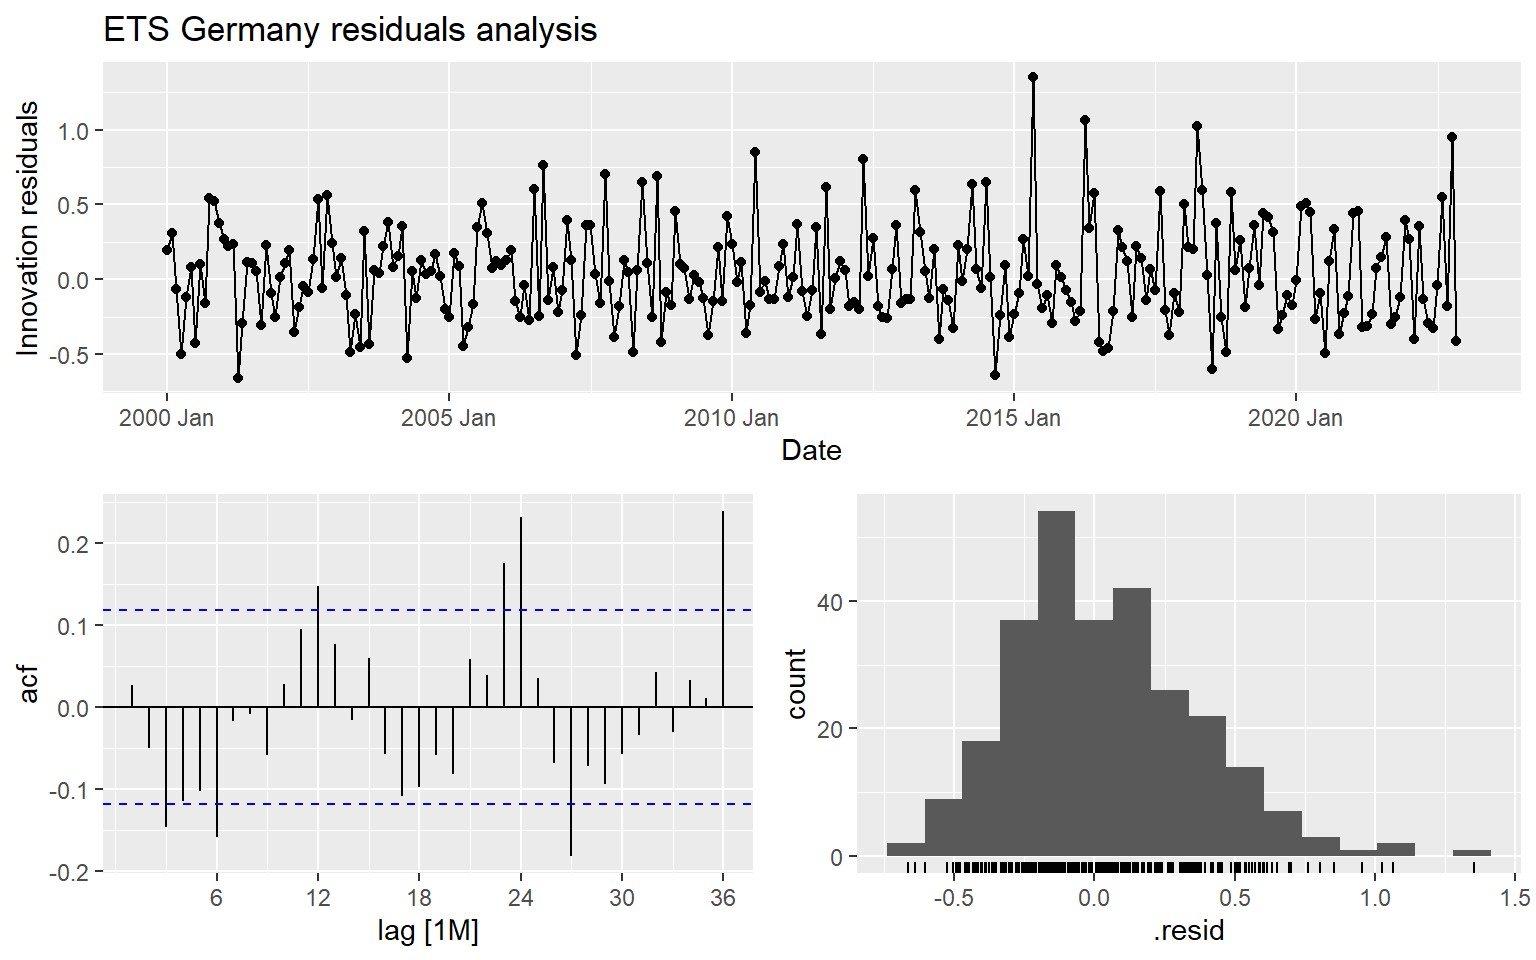 ETS Germany residuals analysis
Innovation residuals
1.0
0.5
0.0
-0.5
2000 Jan
2005 Jan
2010 Jan
2015 Jan
2020 Jan
Date
acf
0.2
0.1
0.0
-0.1
-0.2
6
12
18
24
30
36
lag [1M]
count
40
20
0
-0.5
0.0
0.5
1.0
1.5
.resid